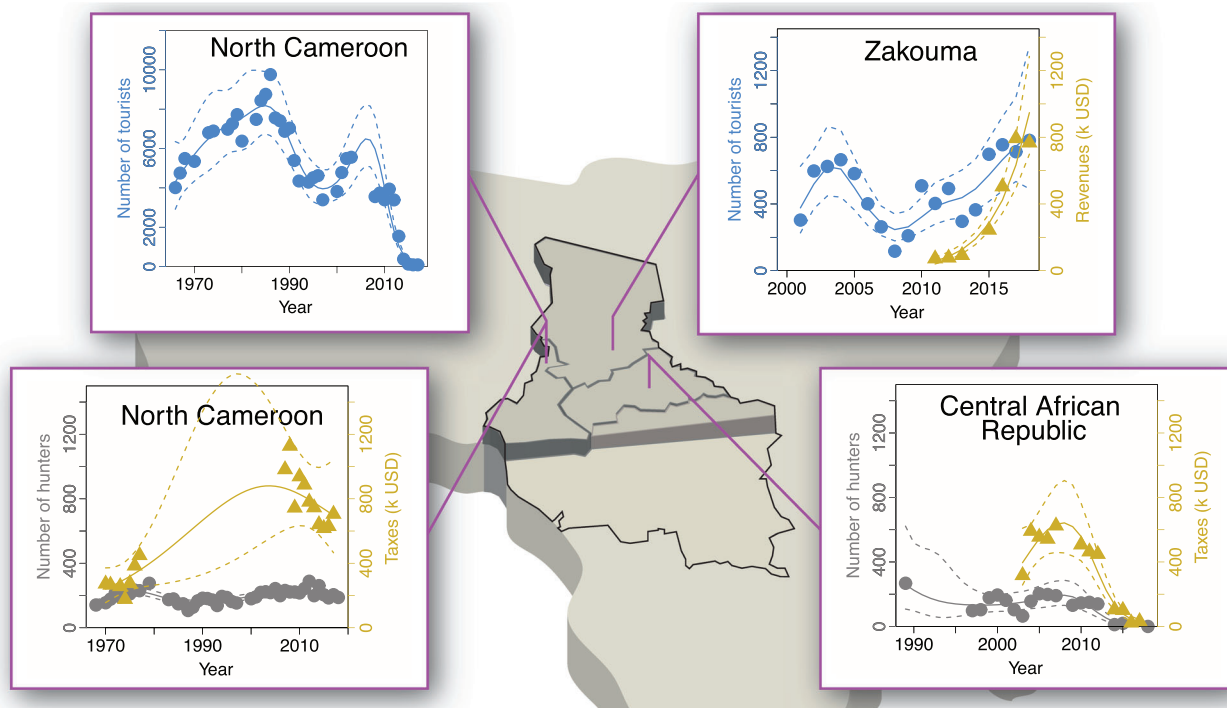 North Cameroon
Number of tourists
0
2000
6000
10000
1970
1990
2010
Year
Zakouma
Number of tourists
0
400
800
1200
Revenues (k USD)
0
400
800
1200
2000
2005
2010
2015
Year
North Cameroon
Number of hunters
0
400
800
1200
Taxes (k USD)
0
400
800
1200
1970
1990
2010
Year
Central African
Republic
Number of hunters
0
400
800
1200
Taxes (k USD)
0
400
800
1200
1990
2000
2010
Year